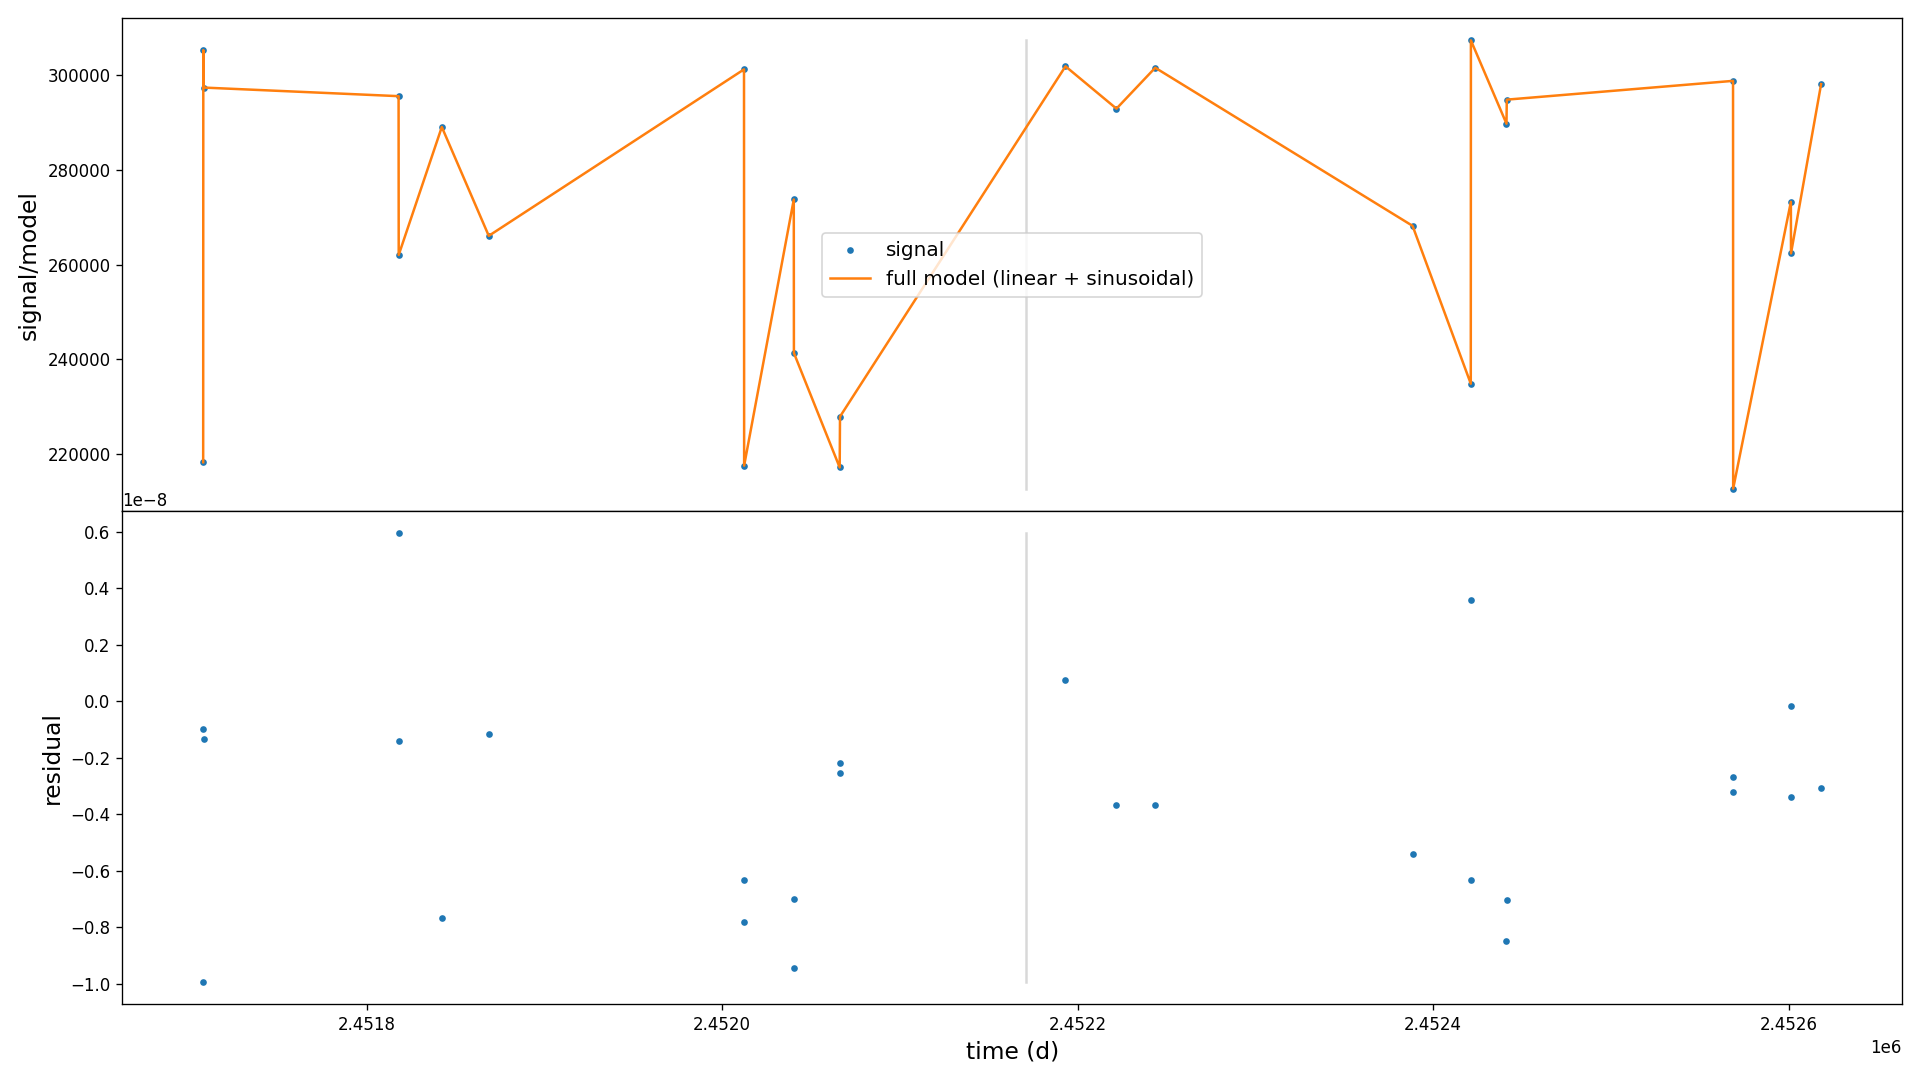 300000
280000
260000
240000
220000
signal/model
signal
full model (linear + sinusoidal)
1e−8
0.6
0.4
0.2
0.0
−0.2
−0.4
−0.6
−0.8
−1.0
residual
2.4518 2.4520 2.4522 2.4524 2.4526
time (d)
1e6